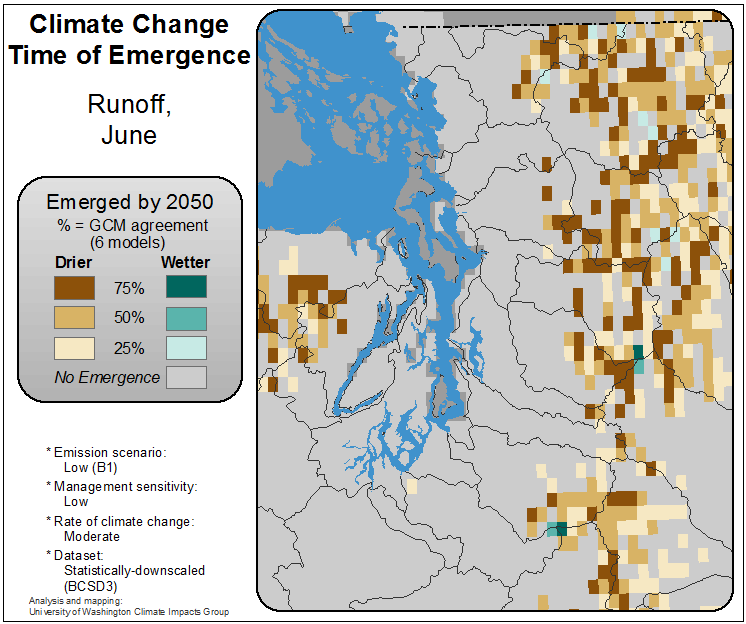 Climate Change
Time of Emergence
Runoff,
June
Emerged by 2050
% = GCM agreement
(6 models)
Drier Wetter
75%
50%
25%
No Emergence
* Emission scenario:
Low (B1)
* Management sensitivity:
Low
* Rate of climate change:
Moderate
* Dataset:
Statistically-downscaled
(BCSD3)
Analysis and mapping:
University of Washington Climate Impacts Group